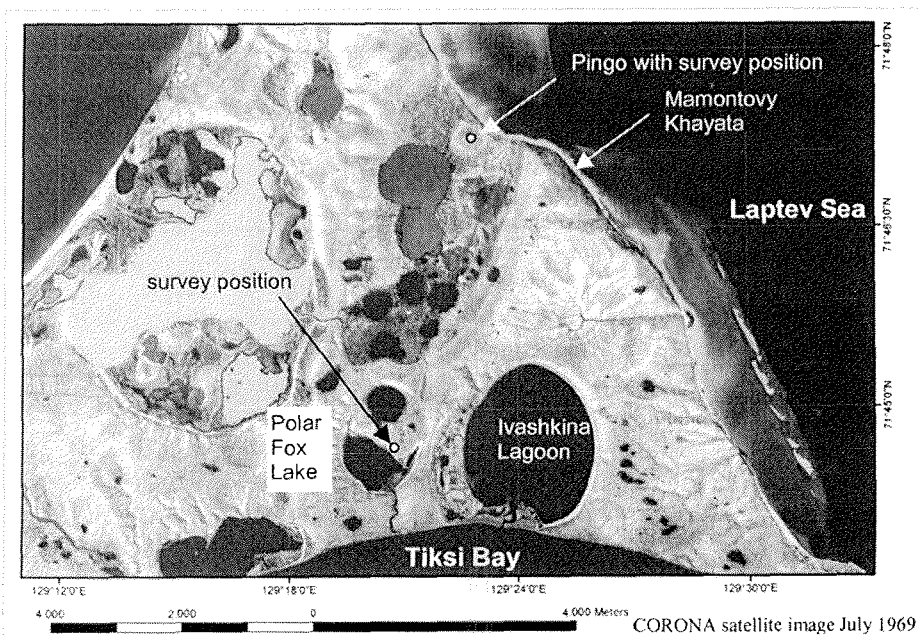 71°48'0"N
Pingo with survey position
Mamontovy
Khayata
Laptev Sea
71°46'30"N
survey position
71°45'0"N
Polar
Fox
Lake
Ivashkina
Lagoon
Tiksi Bay
129°12'0"E
129°18'0"E
129°24'0"E
129°30'0"E
4 000
2 000
0
4 000 Meters
CORONA satellite image July 1969